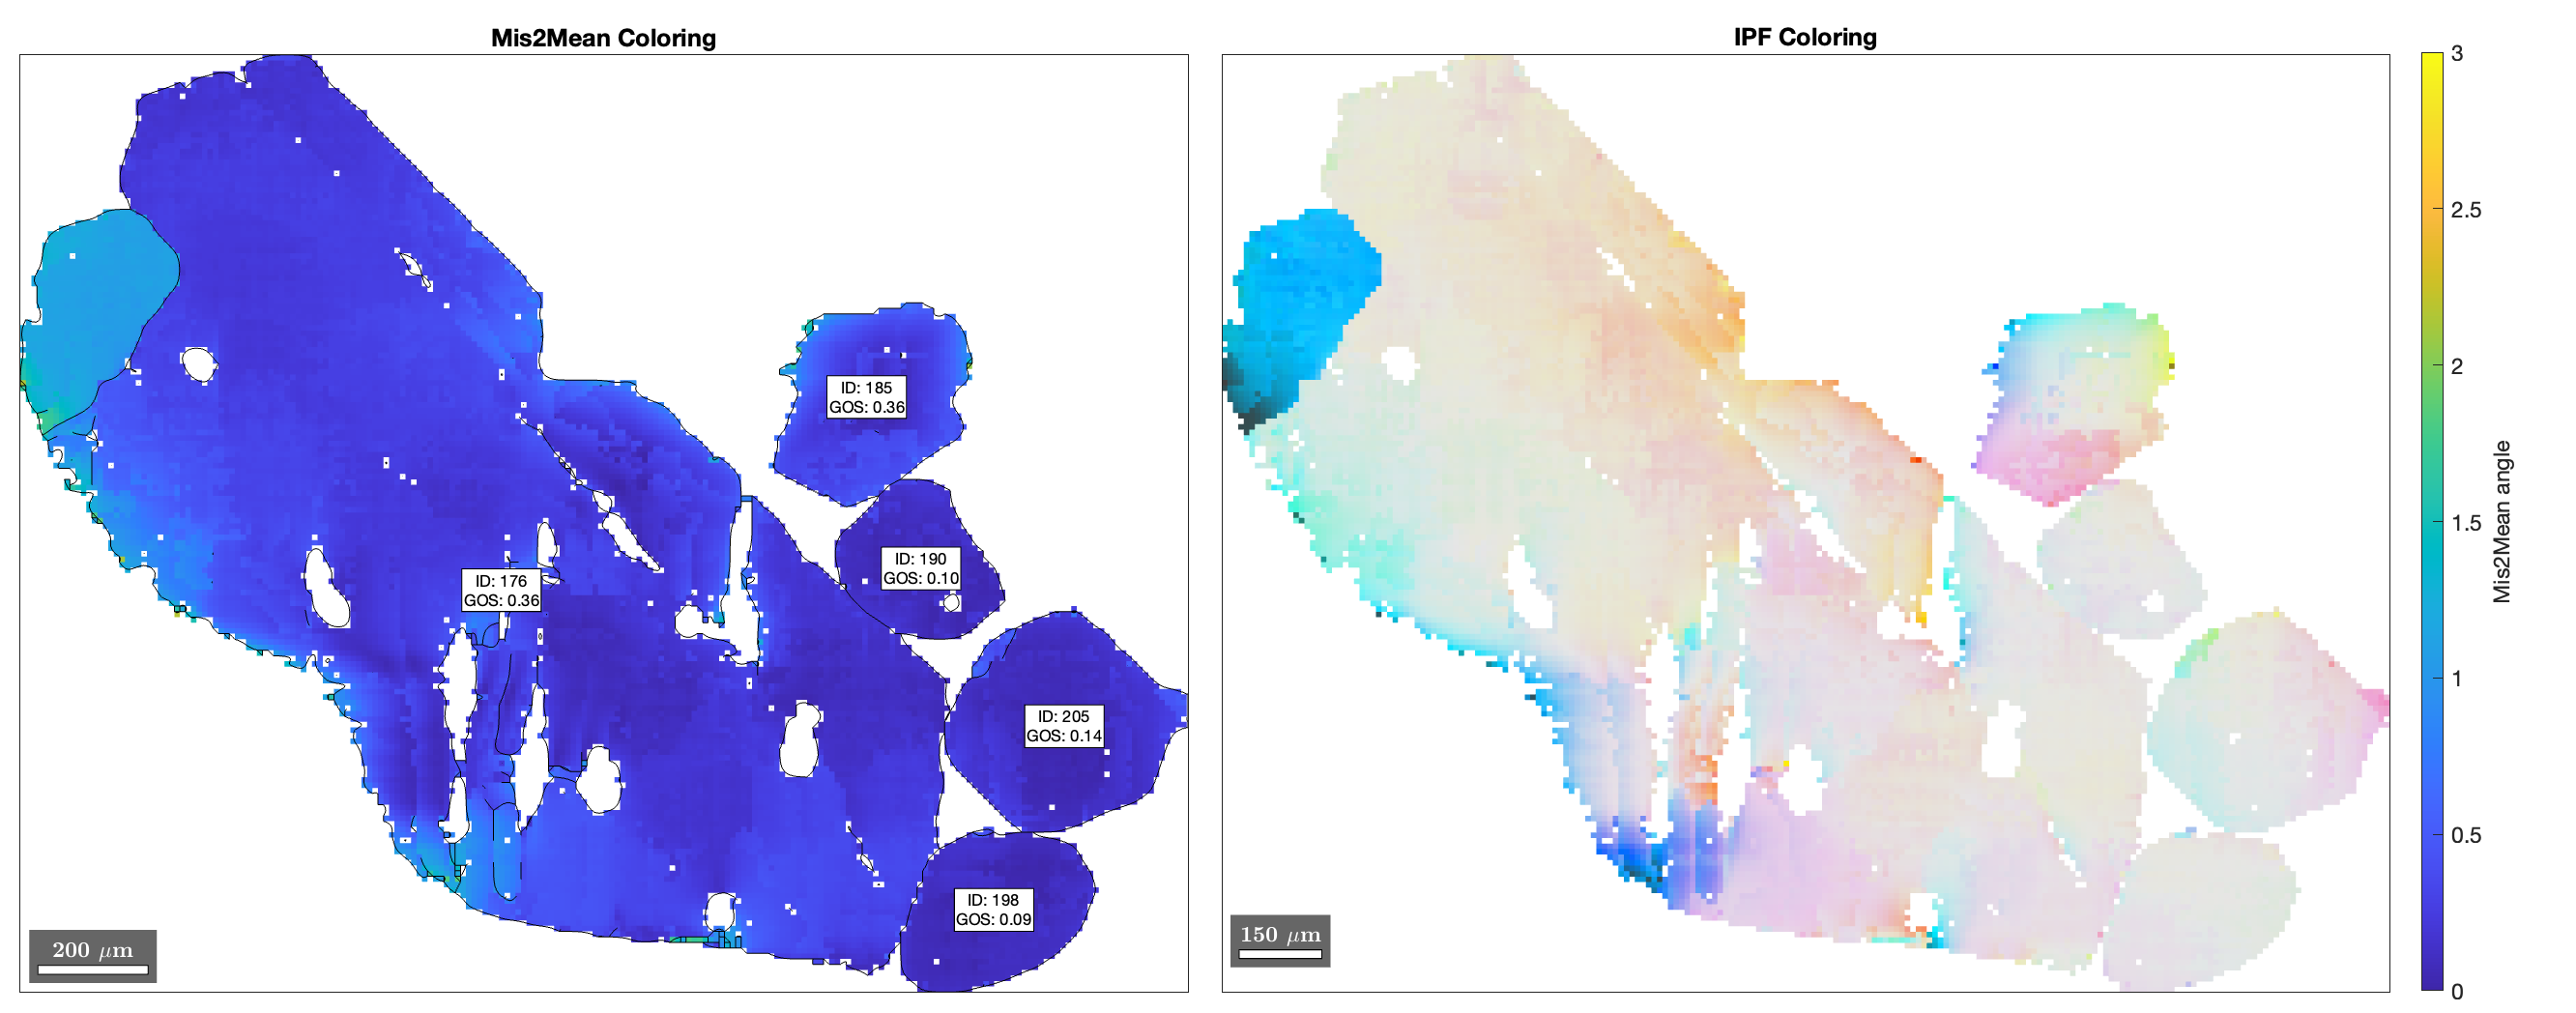 Mis2Mean Coloring
ID: 185
GOS: 0.36
ID: 190
GOS: 0.10
ID: 176
GOS: 0.36
ID: 205
GOS: 0.14
ID: 198
GOS: 0.09
200 μm
IPF Coloring
150 μm
3
2.5
2
1.5
1
0.5
0
Mis2Mean angle